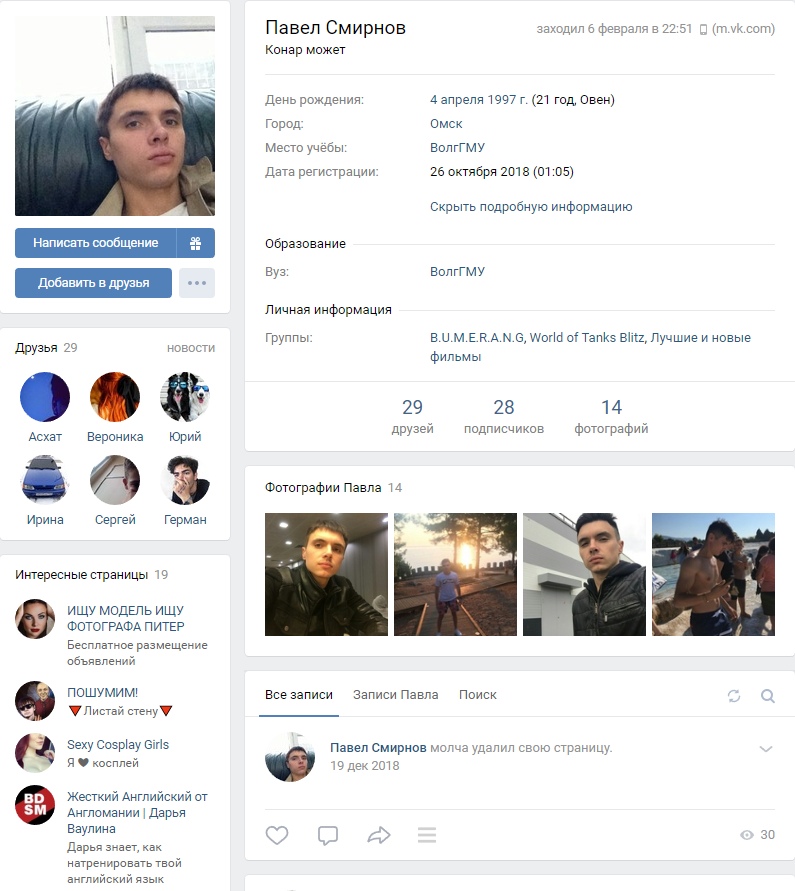 Павел Смирнов
заходил 6 февраля в 22:51 (m.vk.com)
Конар может
День рождения: 4 апреля 1997 г. (21 год, Овен)
Город: Омск
Место учёбы: ВолгГМУ
Дата регистрации: 26 октября 2018 (01:05)
Скрыть подробную информацию
Образование
Вуз: ВолгГМУ
Личная информация
Группы: B.U.M.E.R.A.N.G, World of Tanks Blitz, Лучшие и новые
фильмы
29 28 14
друзей подписчиков фотографий
Написать сообщение
Добавить в друзья
Друзья 29 новости
Асхат Вероника Юрий
Ирина Сергей Герман
Интересные страницы 19
ИЩУ МОДЕЛЬ ИЩУ
ФОТОГРАФА ПИТЕР
Бесплатное размещение
объявлений
ПОШУМИМ!
🔻Листай стену🔻
Sexy Cosplay Girls
Я ♥ косплей
BD
SM
Жесткий Английский от
Англомании | Дарья
Ваулина
Дарья знает, как
натренировать твой
английский язык
Фотографии Павла 14
Все записи Записи Павла Поиск
Павел Смирнов молча удалил свою страницу.
19 дек 2018
30